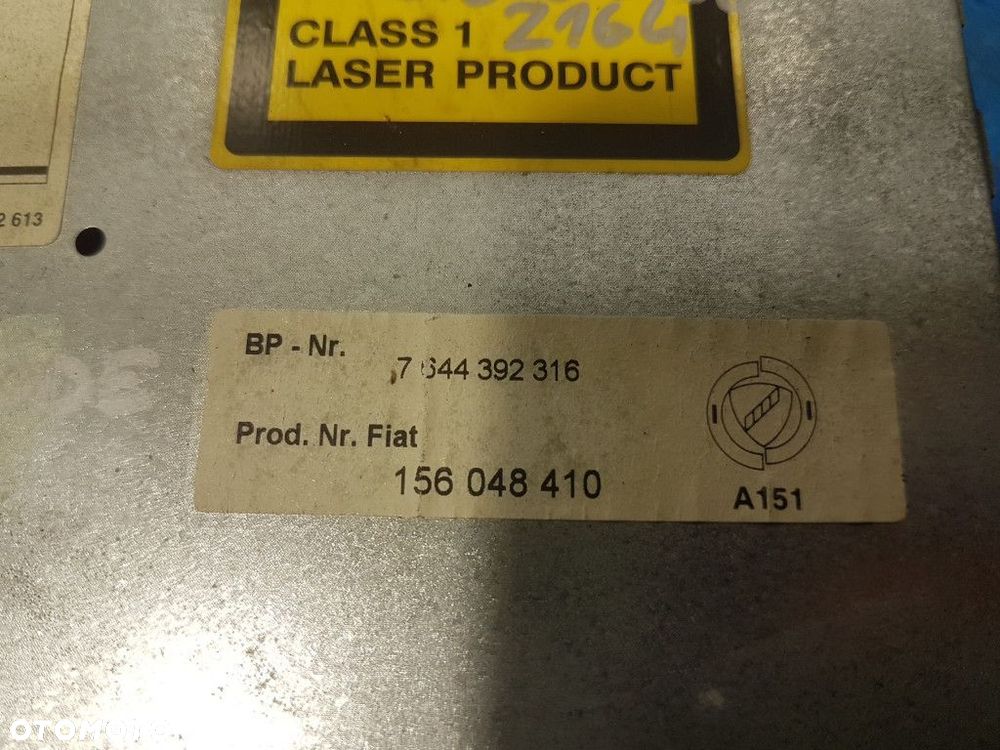 2164
CLASS 1
LASER PRODUCT
2 613
BP - Nr.
7 644 392 316
Prod. Nr. Fiat
156 048 410
A151
OTOMOTO